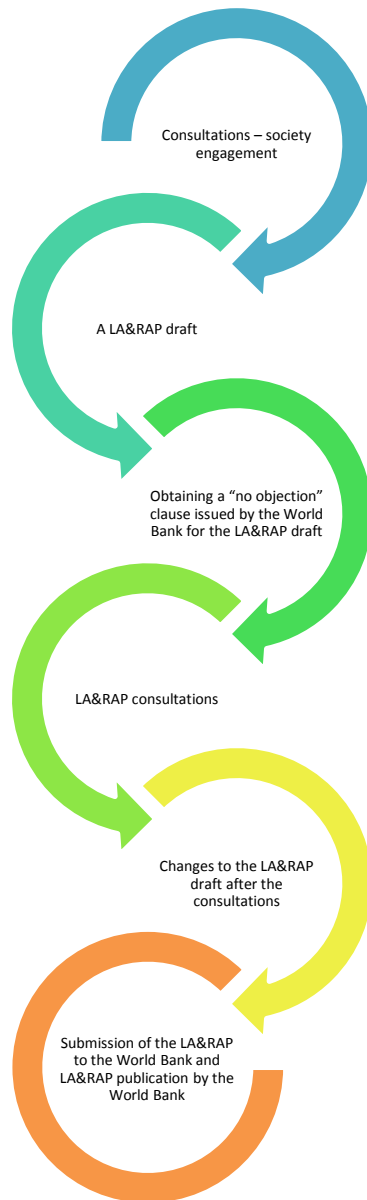 Consultations – society
engagement
A LA&RAP draft
Obtaining a “no objection”
clause issued by the World
Bank for the LA&RAP draft
LA&RAP consultations
Changes to the LA&RAP
draft after the
consultations
Submission of the LA&RAP
to the World Bank and
LA&RAP publication by the
World Bank